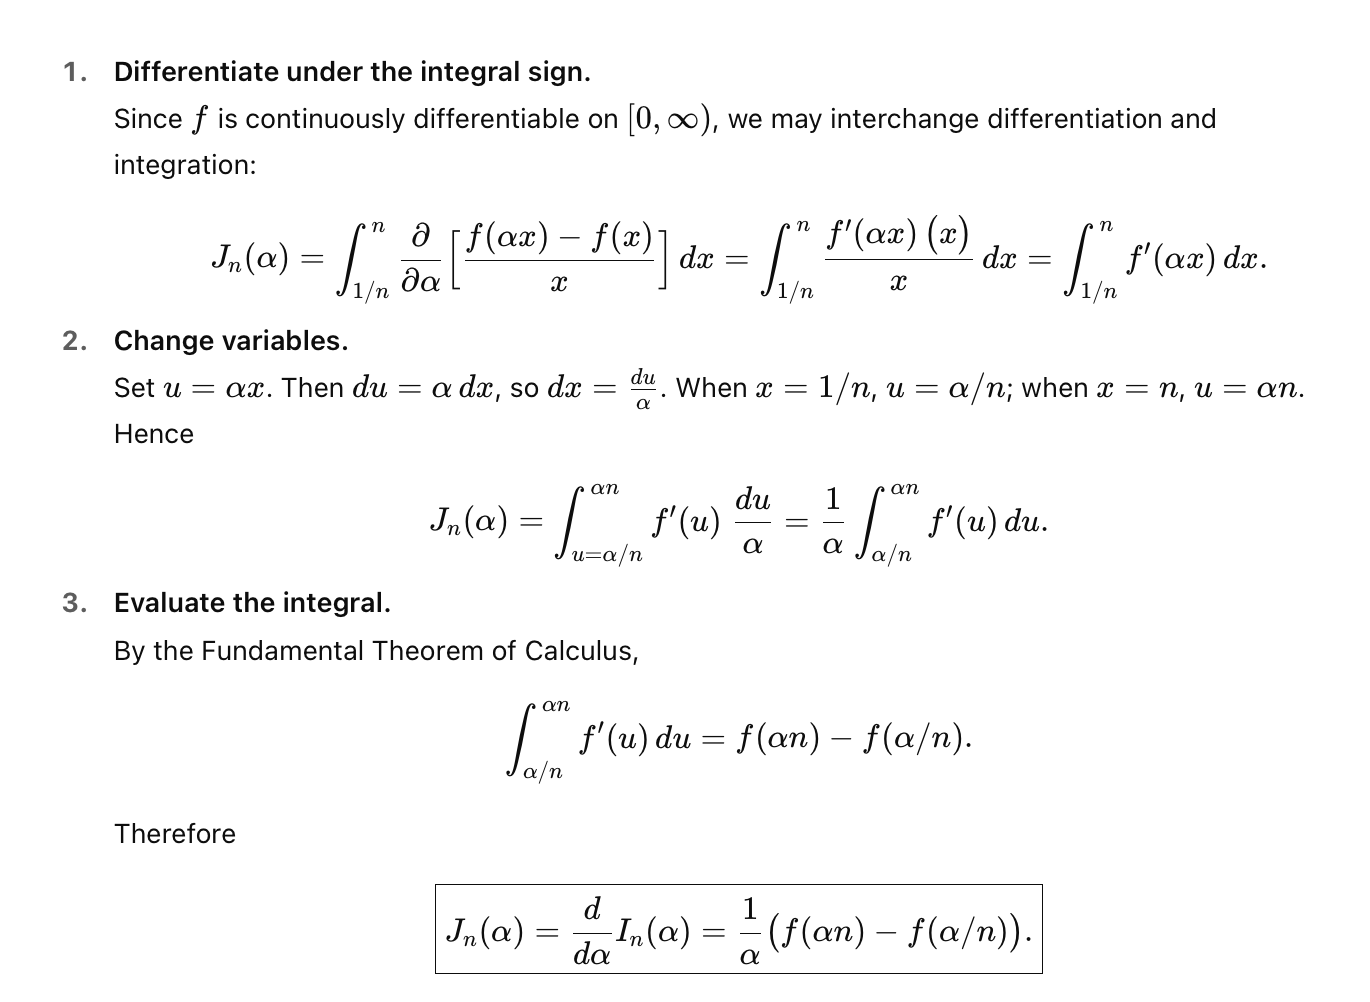 1. Differentiate under the integral sign.
Since $f$ is continuously differentiable on $[0, \infty)$, we may interchange differentiation and
integration:
$J_n(\alpha) = \int_{1/n}^{n} \frac{\partial}{\partial \alpha} \left[ \frac{f(\alpha x) - f(x)}{x} \right] dx = \int_{1/n}^{n} \frac{f'(\alpha x)\,(x)}{x} \, dx = \int_{1/n}^{n} f'(\alpha x) \, dx.$
2. Change variables.
Set $u = \alpha x$. Then $du = \alpha \, dx$, so $dx = \frac{du}{\alpha}$. When $x = 1/n$, $u = \alpha/n$; when $x = n$, $u = \alpha n$.
Hence
$J_n(\alpha) = \int_{u=\alpha/n}^{\alpha n} f'(u) \, \frac{du}{\alpha} = \frac{1}{\alpha} \int_{\alpha/n}^{\alpha n} f'(u) \, du.$
3. Evaluate the integral.
By the Fundamental Theorem of Calculus,
$\int_{\alpha/n}^{\alpha n} f'(u) \, du = f(\alpha n) - f(\alpha/n).$
Therefore
$J_n(\alpha) = \frac{d}{d\alpha} I_n(\alpha) = \frac{1}{\alpha} \left( f(\alpha n) - f(\alpha/n) \right).$